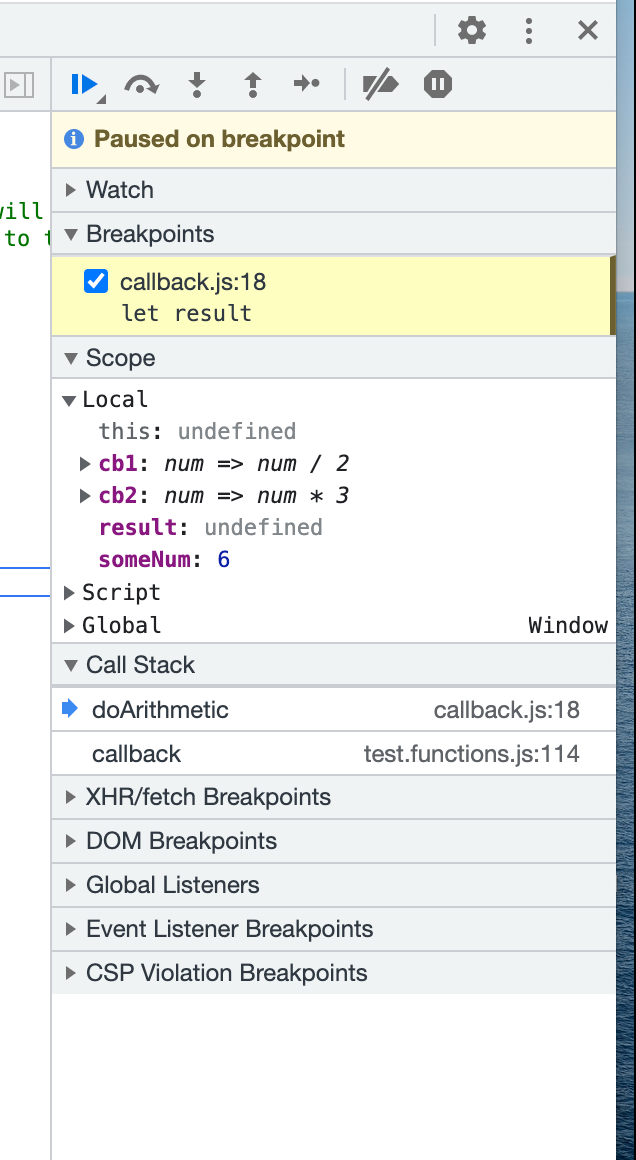 Paused on breakpoint
Watch
Breakpoints
will
to
callback.js:18
let result
Scope
Local
this: undefined
cb1: num => num / 2
cb2: num => num * 3
result: undefined
someNum: 6
Script
Global Window
Call Stack
doArithmetic callback.js:18
callback test.functions.js:114
XHR/fetch Breakpoints
DOM Breakpoints
Global Listeners
Event Listener Breakpoints
CSP Violation Breakpoints